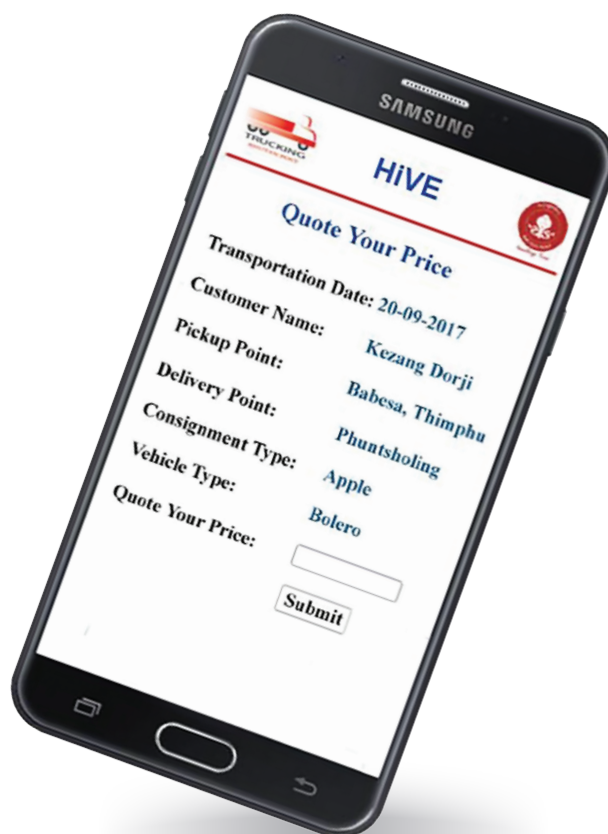 SAMSUNG
TRUCKING
HiVE
Quote Your Price
Transportation Date: 20-09-2017
Customer Name: Kezang Dorji
Pickup Point: Babesa, Thimphu
Delivery Point: Phuntsholing
Consignment Type: Apple
Vehicle Type: Bolero
Quote Your Price:
Submit